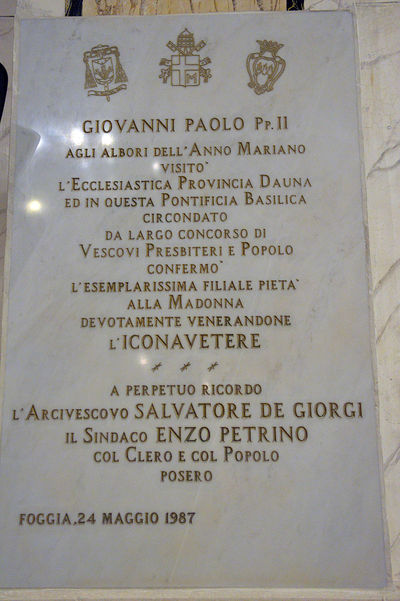 GIOVANNI PAOLO PP. II
AGLI ALBORI DELL'ANNO MARIANO
VISITO'
L'ECCLESIASTICA PROVINCIA DAUNA
ED IN QUESTA PONTIFICIA BASILICA
CIRCONDATO
DA LARGO CONCORSO DI
VESCOVI PRESBITERI E POPOLO
CONFERMO'
L'ESEMPLARISSIMA FILIALE PIETA'
ALLA MADONNA
DEVOTAMENTE VENERANDONE
L'ICONAVETERE
A PERPETUO RICORDO
L'ARCIVESCOVO SALVATORE DE GIORGI
IL SINDACO ENZO PETRINO
COL CLERO E COL POPOLO
POSERO
FOGGIA, 24 MAGGIO 1987